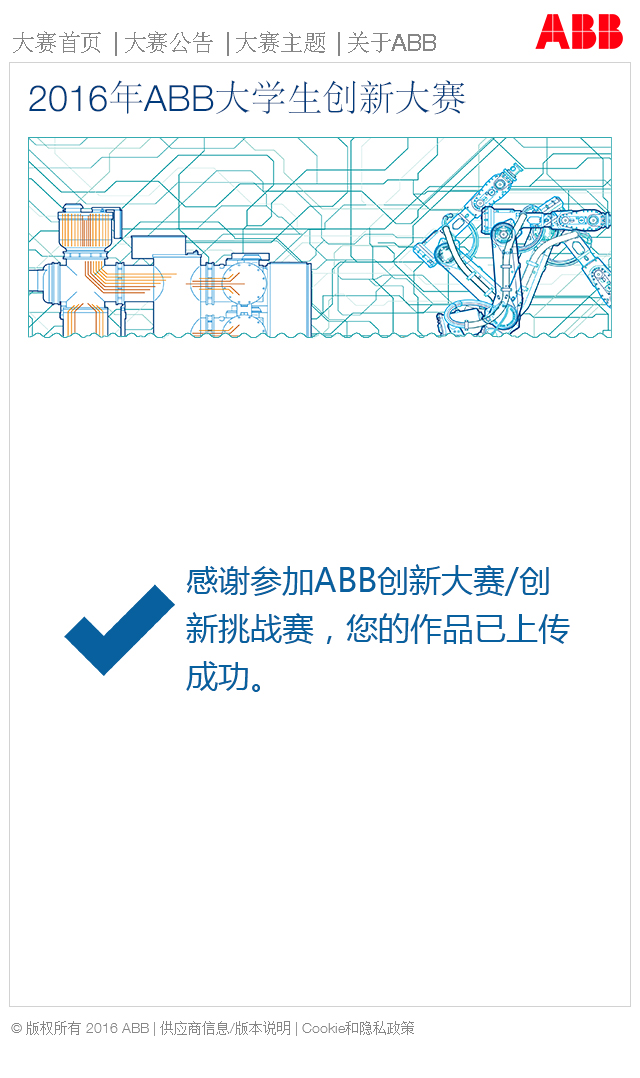 大赛首页 | 大赛公告 | 大赛主题 | 关于ABB
ABB
2016年ABB大学生创新大赛
感谢参加ABB创新大赛/创
新挑战赛，您的作品已上传
成功。
© 版权所有 2016 ABB | 供应商信息/版本说明 | Cookie和隐私政策